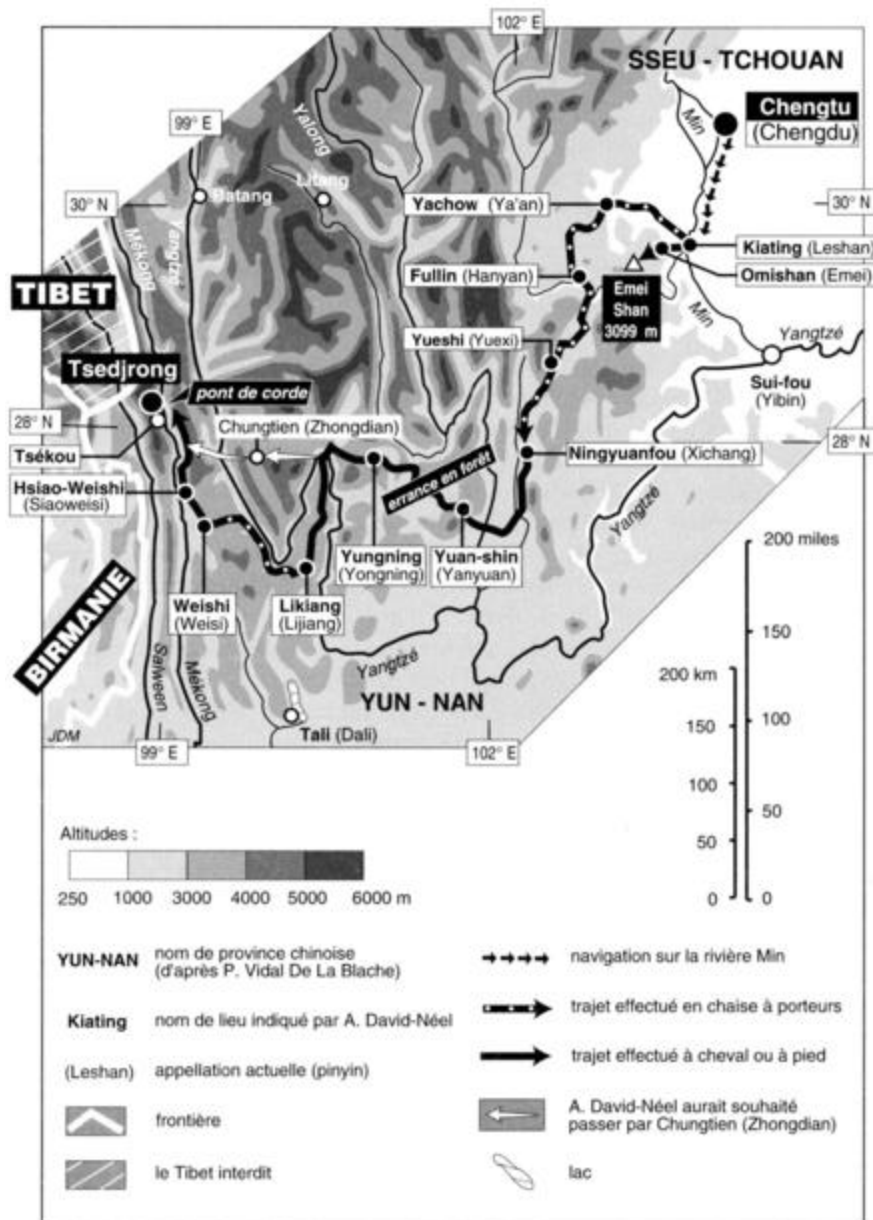 102° E
SSEU - TCHOUAN
Min
Chengtu
(Chengdu)
99° E
Yalong
Litang
Batang
30° N
Yachow (Ya'an)
30° N
Mékong
Yangtzé
Kiating (Leshan)
TIBET
Fullin (Hanyan)
Omishan (Emei)
Emei
Shan
3099 m
Min
Yueshi (Yuexi)
Yangtzé
Tsedjrong
pont de corde
Sui-fou
(Yibin)
28° N
Chungtien (Zhongdian)
28° N
Tsékou
Ningyuanfou (Xichang)
Hsiao-Weishi
(Siaoweisi)
errance en forêt
Yangtzé
200 miles
Yungning
(Yongning)
Yuan-shin
(Yanyuan)
Weishi
(Weisi)
Likiang
(Lijiang)
BIRMANIE
150
Salween
Mékong
Yangtzé
200 km
YUN - NAN
150
100
JDM
Tali (Dali)
99° E
102° E
100
50
50
0
0
Altitudes :
250 1000 3000 4000 5000 6000 m
YUN-NAN
nom de province chinoise
(d'après P. Vidal De La Blache)
navigation sur la rivière Min
Kiating
nom de lieu indiqué par A. David-Néel
trajet effectué en chaise à porteurs
(Leshan)
appellation actuelle (pinyin)
trajet effectué à cheval ou à pied
frontière
A. David-Néel aurait souhaité
passer par Chungtien (Zhongdian)
le Tibet interdit
lac